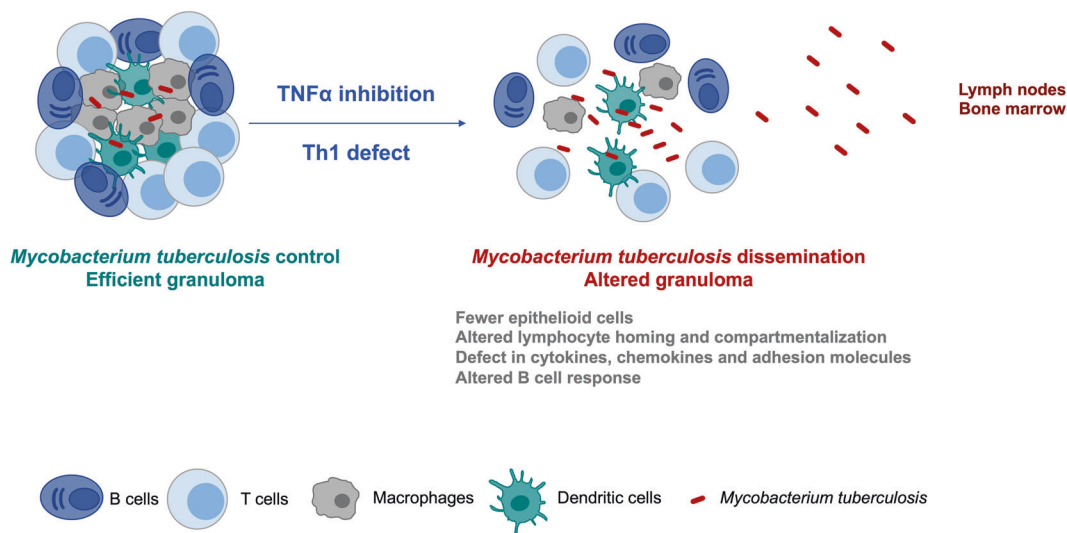 TNFα inhibition
Th1 defect
Lymph nodes
Bone marrow
Mycobacterium tuberculosis control
Efficient granuloma
Mycobacterium tuberculosis dissemination
Altered granuloma
Fewer epithelioid cells
Altered lymphocyte homing and compartmentalization
Defect in cytokines, chemokines and adhesion molecules
Altered B cell response
B cells
T cells
Macrophages
Dendritic cells
Mycobacterium tuberculosis